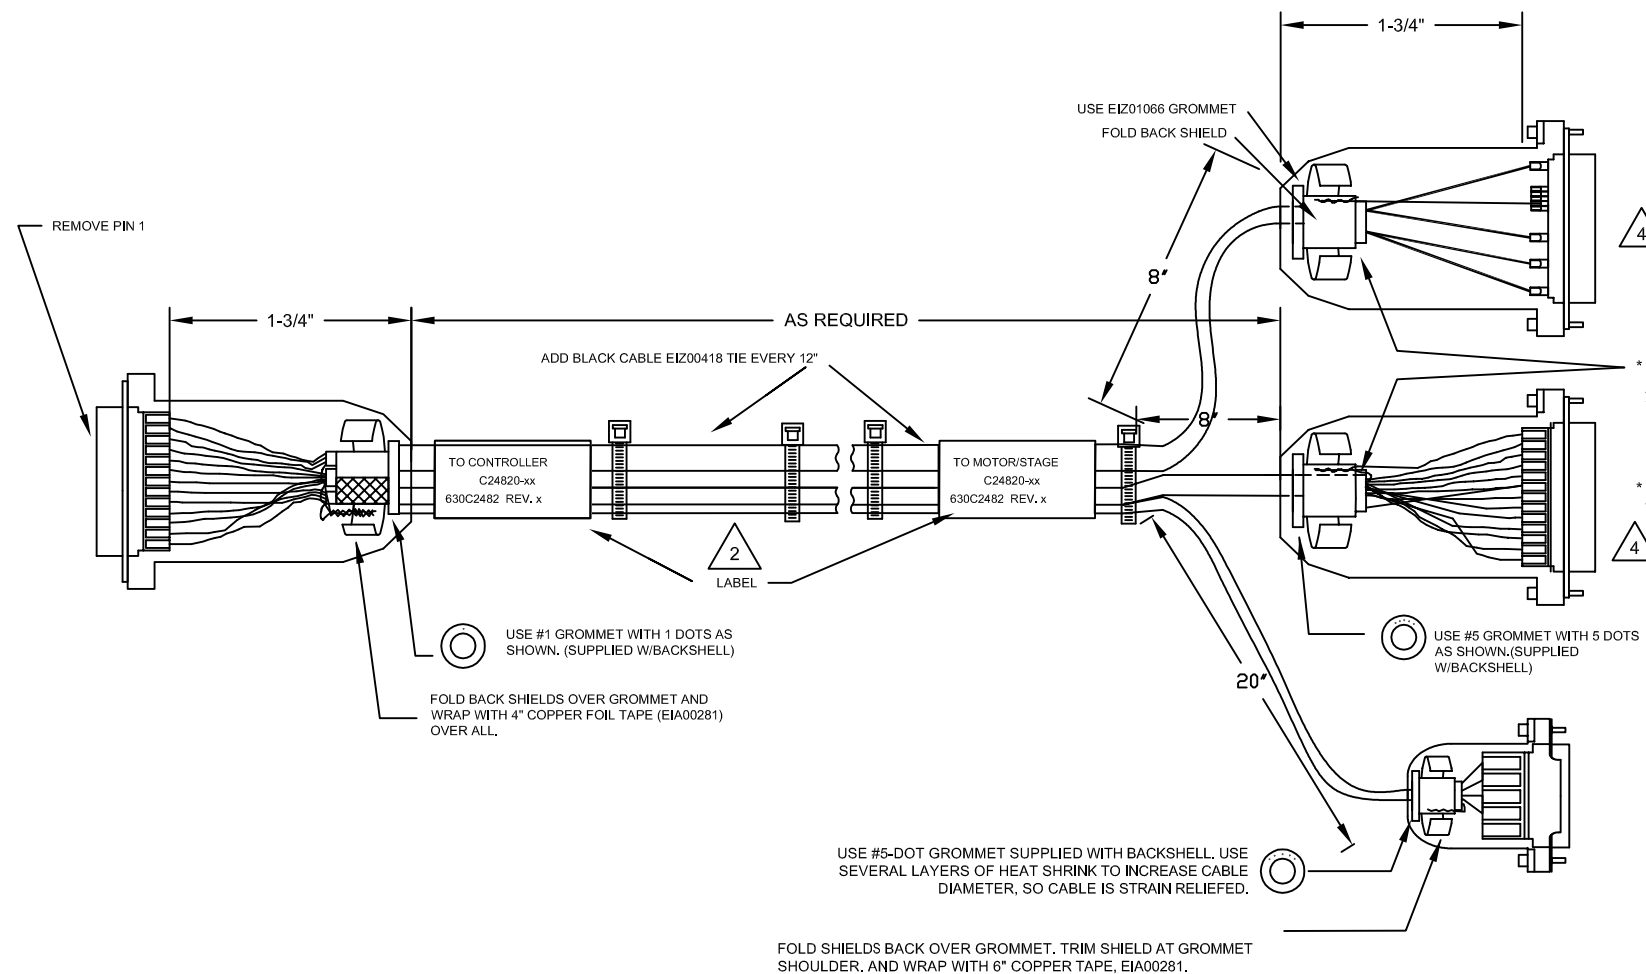 1-3/4"
USE EIZ01066 GROMMET
FOLD BACK SHIELD
REMOVE PIN 1
4
8"
1-3/4"
AS REQUIRED
ADD BLACK CABLE EIZ00418 TIE EVERY 12"
*
8"
TO CONTROLLER
C24820-xx
630C2482 REV. x
TO MOTOR/STAGE
C24820-xx
630C2482 REV. x
*
2
4
LABEL
USE #1 GROMMET WITH 1 DOTS AS
SHOWN. (SUPPLIED W/BACKSHELL)
USE #5 GROMMET WITH 5 DOTS
AS SHOWN.(SUPPLIED
W/BACKSHELL)
20"
FOLD BACK SHIELDS OVER GROMMET AND
WRAP WITH 4" COPPER FOIL TAPE (EIA00281)
OVER ALL.
USE #5-DOT GROMMET SUPPLIED WITH BACKSHELL. USE
SEVERAL LAYERS OF HEAT SHRINK TO INCREASE CABLE
DIAMETER, SO CABLE IS STRAIN RELIEFED.
FOLD SHIELDS BACK OVER GROMMET. TRIM SHIELD AT GROMMET
SHOULDER. AND WRAP WITH 6" COPPER TAPE, EIA00281.